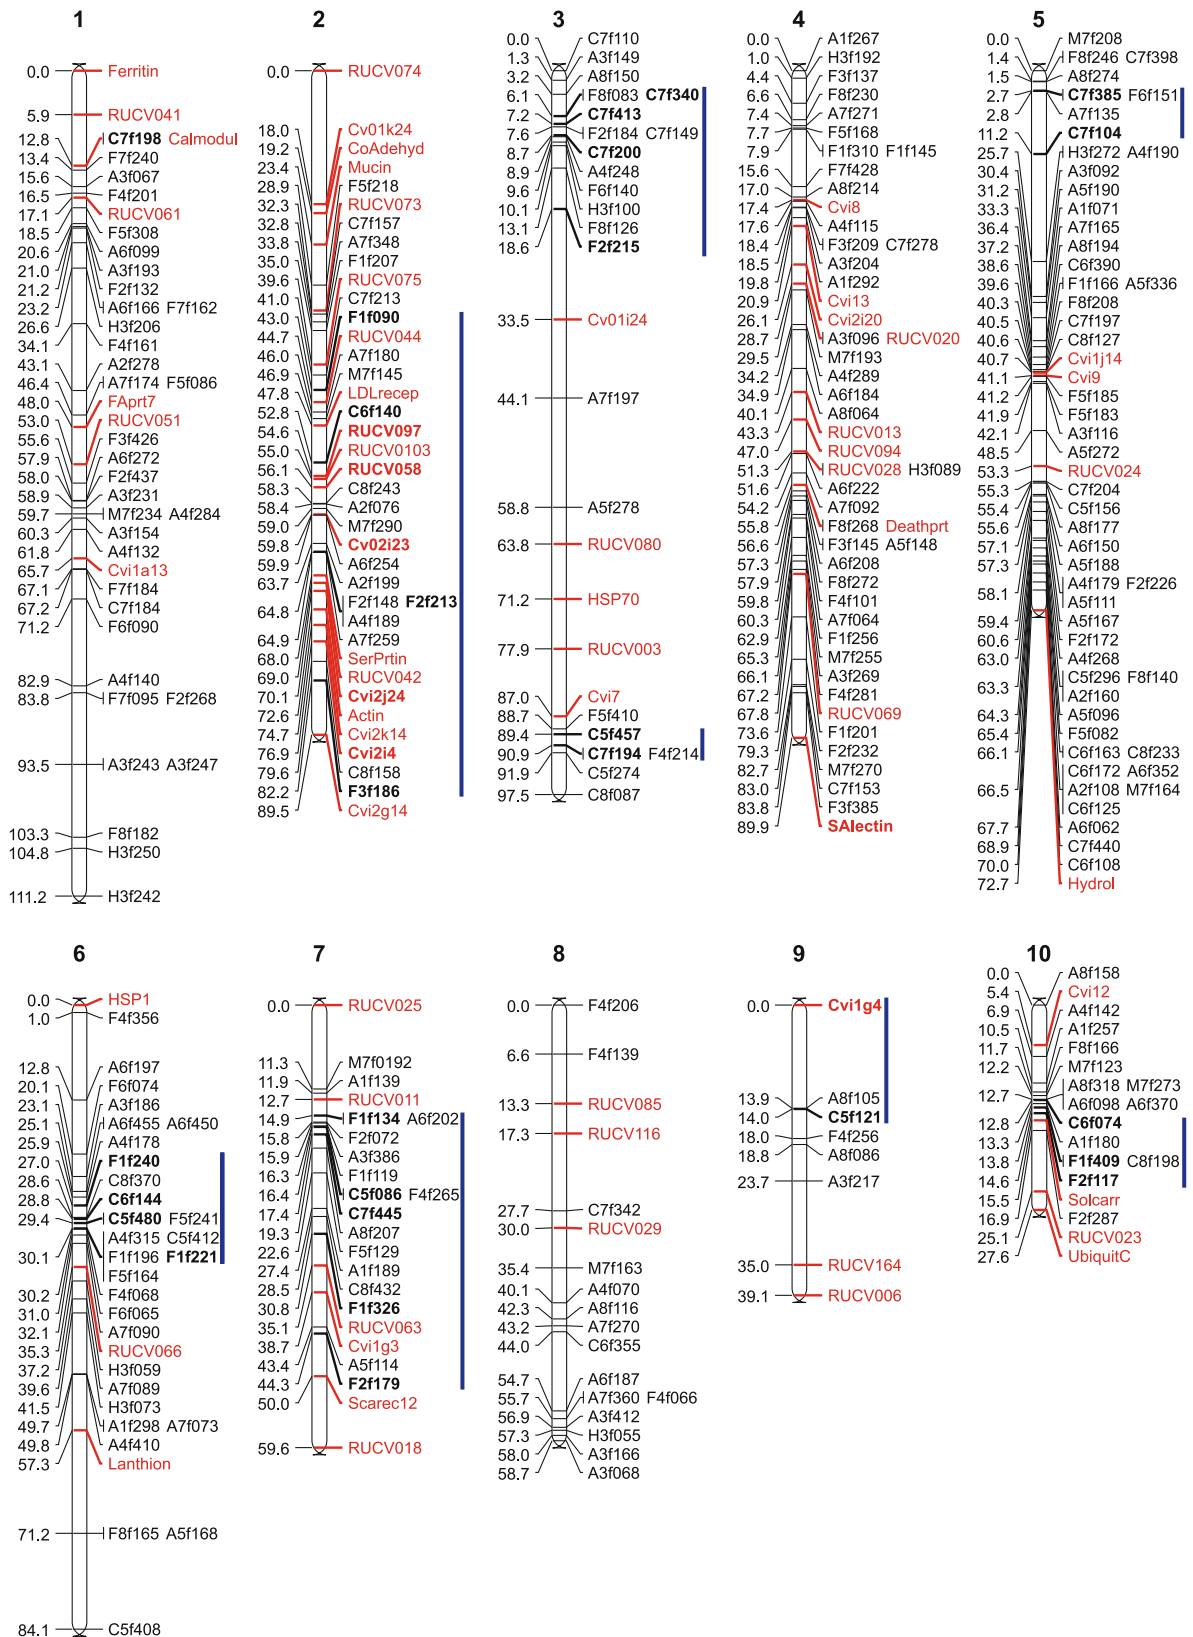 1
0.0 Ferritin
5.9 RUCV041
12.8 C7f198 Calmodul
13.4 F7f240
15.6 A3f067
16.5 F4f201
17.1 RUCV061
18.5 F5f308
20.6 A6f099
21.0 A3f193
21.2 F2f132
23.2 A6f166 F7f162
26.6 H3f206
34.1 F4f161
43.1 A2f278
46.4 A7f174 F5f086
48.0 FAprt7
53.0 RUCV051
55.6 F3f426
57.9 A6f272
58.0 F2f437
58.9 A3f231
59.7 M7f234 A4f284
60.3 A3f154
61.8 A4f132
65.7 Cvi1a13
67.1 F7f184
67.2 C7f184
71.2 F6f090
82.9 A4f140
83.8 F7f095 F2f268
93.5 A3f243 A3f247
103.3 F8f182
104.8 H3f250
111.2 H3f242
2
0.0 RUCV074
18.0 Cv01k24
19.2 CoAdehyd
23.4 Mucin
28.9 F5f218
32.3 RUCV073
32.8 C7f157
33.8 A7f348
35.0 F1f207
39.6 RUCV075
41.0 C7f213
43.0 F1f090
44.7 RUCV044
46.0 A7f180
46.9 M7f145
47.8 LDLrecep
52.8 C6f140
54.6 RUCV097
55.0 RUCV0103
56.1 RUCV058
58.3 C8f243
58.4 A2f076
59.0 M7f290
59.8 Cv02i23
59.9 A6f254
63.7 A2f199
F2f148 F2f213
64.8 A4f189
64.9 A7f259
68.0 SerPrtin
69.0 RUCV042
70.1 Cvi2j24
72.6 Actin
74.7 Cvi2k14
76.9 Cvi2i4
79.6 C8f158
82.2 F3f186
89.5 Cvi2g14
3
0.0 C7f110
1.3 A3f149
3.2 A8f150
6.1 F8f083 C7f340
7.2 C7f413
7.6 F2f184 C7f149
8.7 C7f200
8.9 A4f248
9.6 F6f140
10.1 H3f100
13.1 F8f126
18.6 F2f215
33.5 Cv01i24
44.1 A7f197
58.8 A5f278
63.8 RUCV080
71.2 HSP70
77.9 RUCV003
87.0 Cvi7
88.7 F5f410
89.4 C5f457
90.9 C7f194 F4f214
91.9 C5f274
97.5 C8f087
4
0.0 A1f267
1.0 H3f192
4.4 F3f137
6.6 F8f230
7.4 A7f271
7.7 F5f168
7.9 F1f310 F1f145
15.6 F7f428
17.0 A8f214
17.4 Cvi8
17.6 A4f115
18.4 F3f209 C7f278
18.5 A3f204
19.8 A1f292
20.9 Cvi13
26.1 Cvi2i20
28.7 A3f096 RUCV020
29.5 M7f193
34.2 A4f289
34.9 A6f184
40.1 A8f064
43.3 RUCV013
47.0 RUCV094
51.3 RUCV028 H3f089
51.6 A6f222
54.2 A7f092
55.8 F8f268 Deathprt
56.6 F3f145 A5f148
57.3 A6f208
57.9 F8f272
59.8 F4f101
60.3 A7f064
62.9 F1f256
65.3 M7f255
66.1 A3f269
67.2 F4f281
67.8 RUCV069
73.6 F1f201
79.3 F2f232
82.7 M7f270
83.0 C7f153
83.8 F3f385
89.9 SAlectin
5
0.0 M7f208
1.4 F8f246 C7f398
1.5 A8f274
2.7 C7f385 F6f151
2.8 A7f135
11.2 C7f104
25.7 H3f272 A4f190
30.4 A3f092
31.2 A5f190
33.3 A1f071
36.4 A7f165
37.2 A8f194
38.6 C6f390
39.6 F1f166 A5f336
40.3 F8f208
40.5 C7f197
40.6 C8f127
40.7 Cvi1j14
41.1 Cvi9
41.2 F5f185
41.9 F5f183
42.1 A3f116
48.5 A5f272
53.3 RUCV024
55.3 C7f204
55.4 C5f156
55.6 A8f177
57.1 A6f150
57.3 A5f188
A4f179 F2f226
58.1 A5f111
59.4 A5f167
60.6 F2f172
63.0 A4f268
C5f296 F8f140
63.3 A2f160
64.3 A5f096
65.4 F5f082
66.1 C6f163 C8f233
C6f172 A6f352
66.5 A2f108 M7f164
C6f125
67.7 A6f062
68.9 C7f440
70.0 C6f108
72.7 Hydrol
6
0.0 HSP1
1.0 F4f356
12.8 A6f197
20.1 F6f074
23.1 A3f186
25.1 A6f455 A6f450
25.9 A4f178
27.0 F1f240
28.6 C8f370
28.8 C6f144
29.4 C5f480 F5f241
A4f315 C5f412
30.1 F1f196 F1f221
F5f164
30.2 F4f068
31.0 F6f065
32.1 A7f090
35.3 RUCV066
37.2 H3f059
39.6 A7f089
41.5 H3f073
49.7 A1f298 A7f073
49.8 A4f410
57.3 Lanthion
71.2 F8f165 A5f168
84.1 C5f408
7
0.0 RUCV025
11.3 M7f0192
11.9 A1f139
12.7 RUCV011
14.9 F1f134 A6f202
15.8 F2f072
15.9 A3f386
16.3 F1f119
16.4 C5f086 F4f265
17.4 C7f445
19.3 A8f207
22.6 F5f129
27.4 A1f189
28.5 C8f432
30.8 F1f326
35.1 RUCV063
38.7 Cvi1g3
43.4 A5f114
44.3 F2f179
50.0 Scarec12
59.6 RUCV018
8
0.0 F4f206
6.6 F4f139
13.3 RUCV085
17.3 RUCV116
27.7 C7f342
30.0 RUCV029
35.4 M7f163
40.1 A4f070
42.3 A8f116
43.2 A7f270
44.0 C6f355
54.7 A6f187
55.7 A7f360 F4f066
56.9 A3f412
57.3 H3f055
58.0 A3f166
58.7 A3f068
9
0.0 Cvi1g4
13.9 A8f105
14.0 C5f121
18.0 F4f256
18.8 A8f086
23.7 A3f217
35.0 RUCV164
39.1 RUCV006
10
0.0 A8f158
5.4 Cvi12
6.9 A4f142
10.5 A1f257
11.7 F8f166
12.2 M7f123
A8f318 M7f273
12.7 A6f098 A6f370
12.8 C6f074
13.3 A1f180
13.8 F1f409 C8f198
14.6 F2f117
15.5 Solcarr
16.9 F2f287
25.1 RUCV023
27.6 UbiquitC